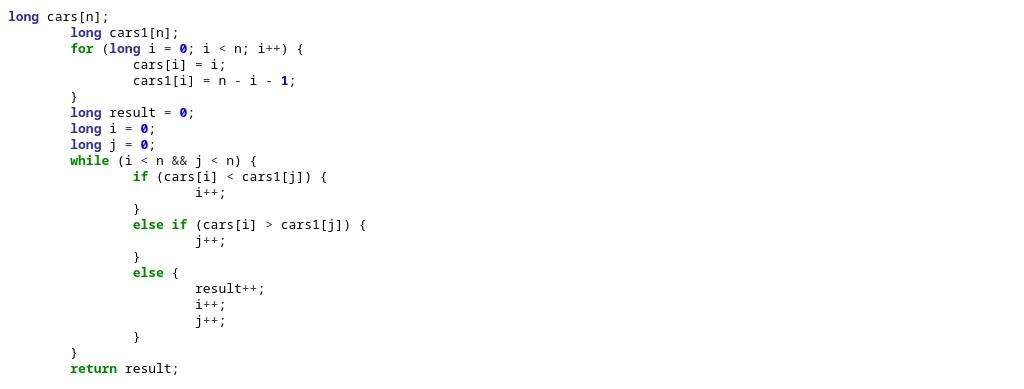 long cars[n];
        long cars1[n];
        for (long i = 0; i < n; i++) {
                cars[i] = i;
                cars1[i] = n - i - 1;
        }
        long result = 0;
        long i = 0;
        long j = 0;
        while (i < n && j < n) {
                if (cars[i] < cars1[j]) {
                        i++;
                }
                else if (cars[i] > cars1[j]) {
                        j++;
                }
                else {
                        result++;
                        i++;
                        j++;
                }
        }
        return result;